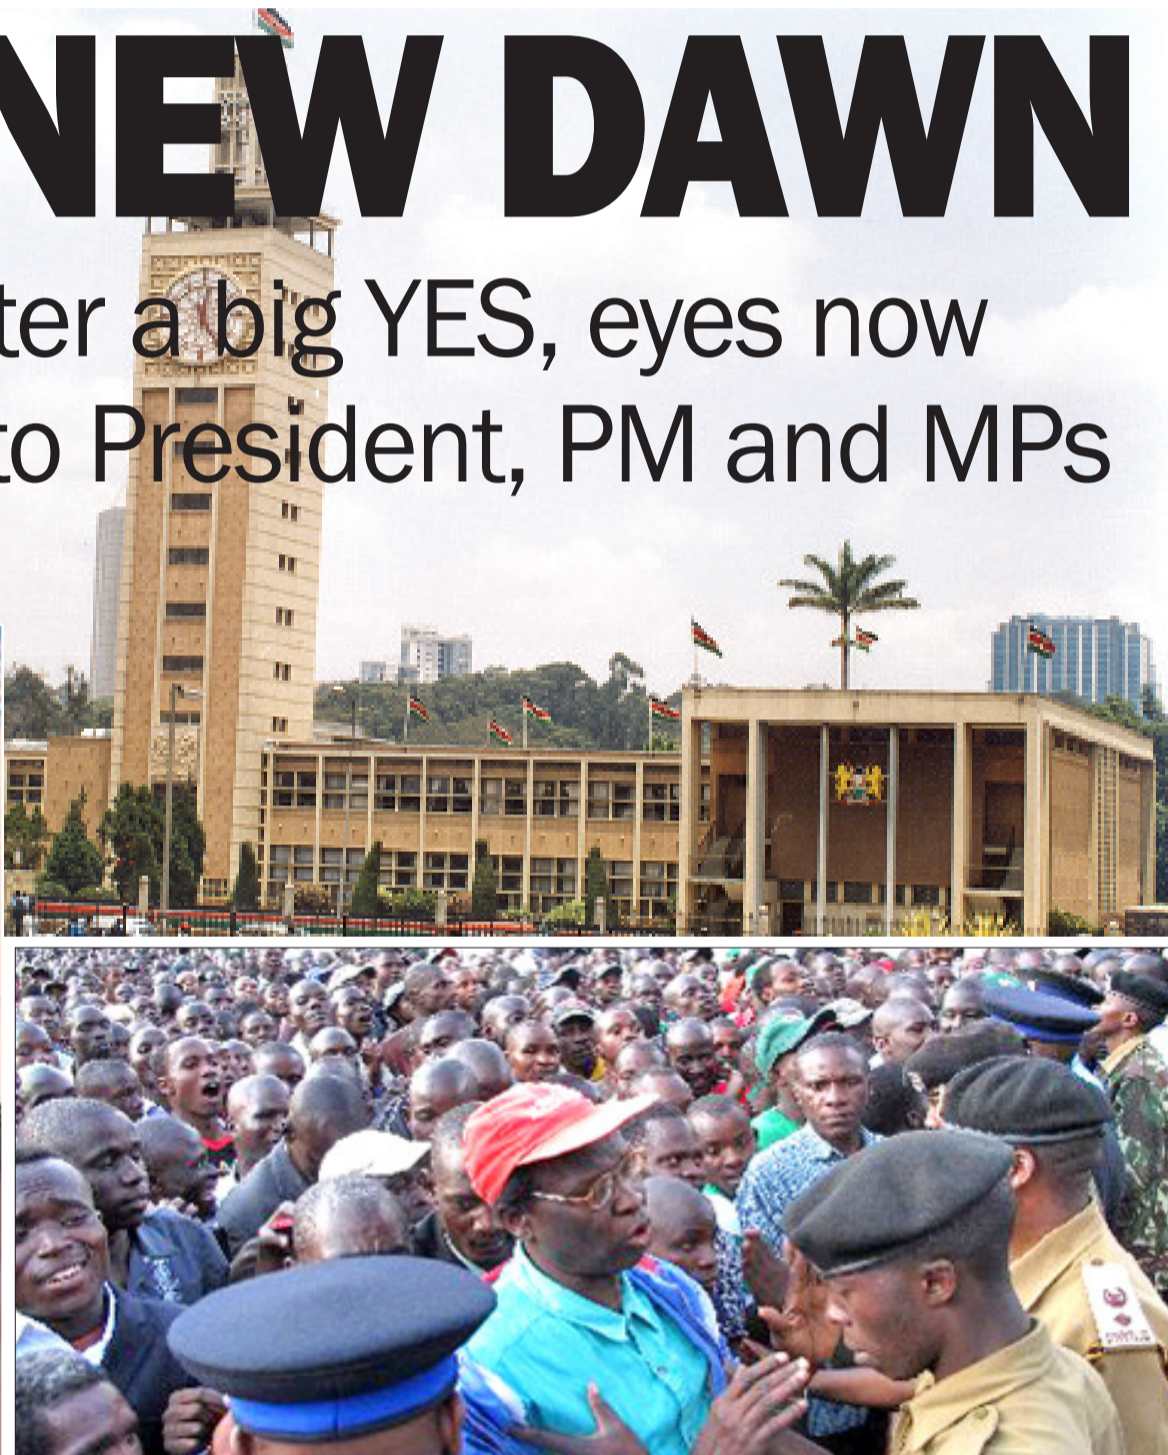 NEW DAWN
ter a big YES, eyes now
to President, PM and MPs